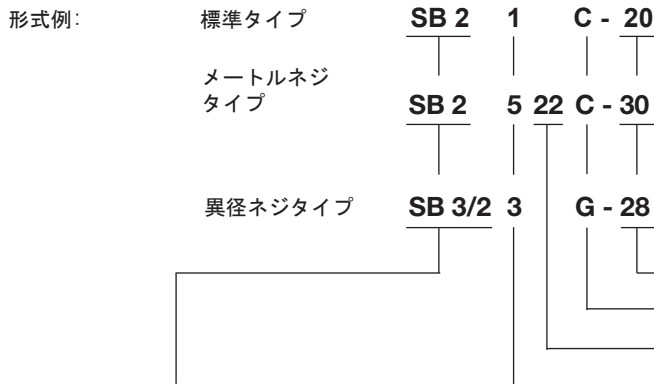 形式例: 標準タイプ SB 2 1 C - 20
メートルネジ
タイプ SB 2 5 22 C - 30
異径ネジタイプ SB 3/2 3 G - 28